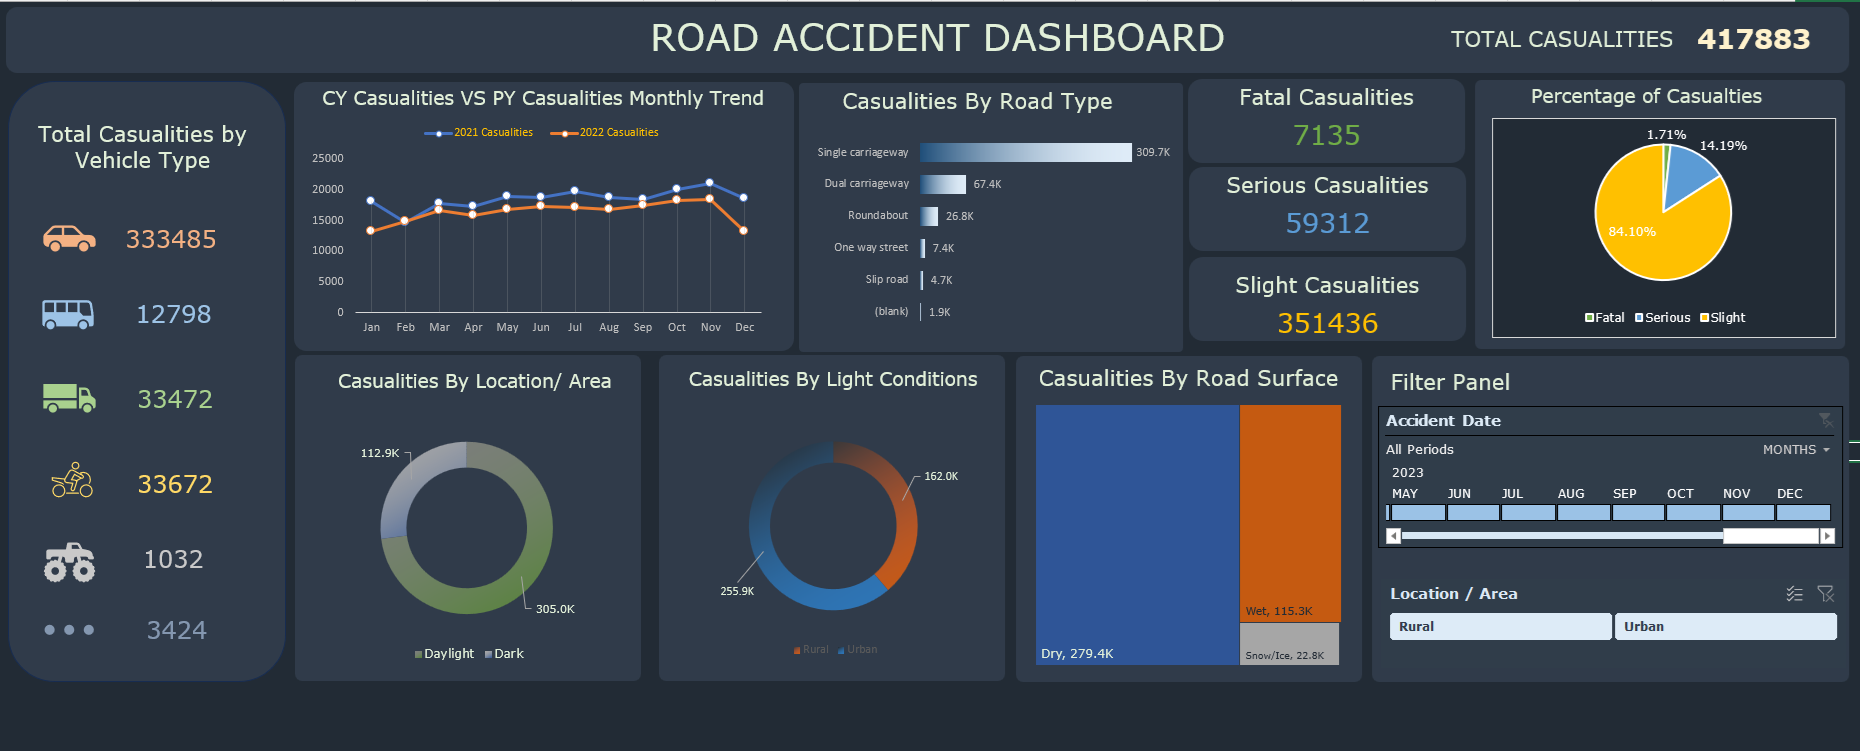 ROAD ACCIDENT DASHBOARD
TOTAL CASUALITIES 417883
Total Casualities by
Vehicle Type
333485
12798
33472
33672
1032
3424
CY Casualities VS PY Casualities Monthly Trend
2021 Casualities 2022 Casualities
25000
20000
15000
10000
5000
0
Jan Feb Mar Apr May Jun Jul Aug Sep Oct Nov Dec
Casualities By Road Type
Single carriageway 309.7K
Dual carriageway 67.4K
Roundabout 26.8K
One way street 7.4K
Slip road 4.7K
(blank) 1.9K
Fatal Casualities
7135
Serious Casualities
59312
Slight Casualities
351436
Percentage of Casualties
1.71%
14.19%
84.10%
Fatal Serious Slight
Casualities By Location/ Area
112.9K
305.0K
Daylight Dark
Casualities By Light Conditions
162.0K
255.9K
Rural Urban
Casualities By Road Surface
Wet, 115.3K
Dry, 279.4K
Snow/Ice, 22.8K
Filter Panel
Accident Date
All Periods MONTHS
2023
MAY JUN JUL AUG SEP OCT NOV DEC
Location / Area
Rural Urban